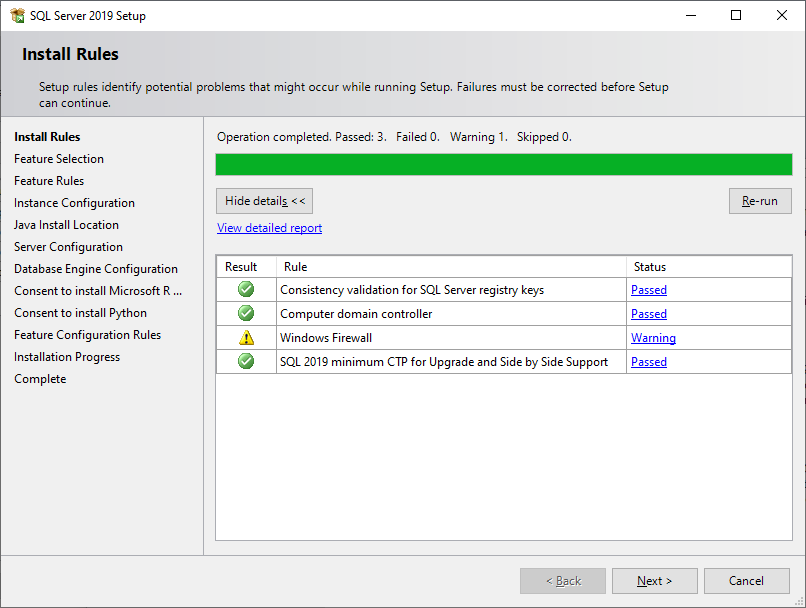 SQL Server 2019 Setup
Install Rules
Setup rules identify potential problems that might occur while running Setup. Failures must be corrected before Setup
can continue.
Install Rules
Feature Selection
Feature Rules
Instance Configuration
Java Install Location
Server Configuration
Database Engine Configuration
Consent to install Microsoft R ...
Consent to install Python
Feature Configuration Rules
Installation Progress
Complete
Operation completed. Passed: 3.   Failed 0.   Warning 1.   Skipped 0.
Hide details <<
Re-run
View detailed report
Result Rule Status
Consistency validation for SQL Server registry keys Passed
Computer domain controller Passed
Windows Firewall Warning
SQL 2019 minimum CTP for Upgrade and Side by Side Support Passed
< Back Next > Cancel